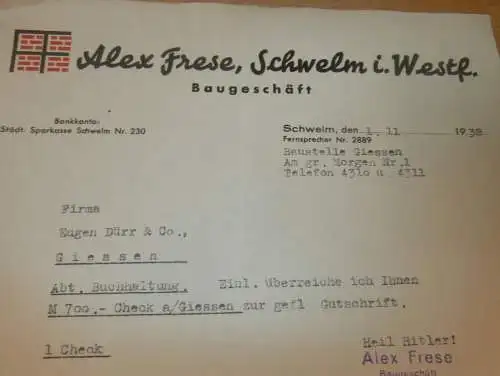 Alex Frese, Schwelm i. Westf.
Baugeschäft
Bankkonto:
Städt. Sparkasse Schwelm Nr. 230
Schwelm, den 1. 11 1938
Fernsprecher Nr. 2889
Baustelle Giessen
Am gr. Morgen Nr. 1
Telefon 4310 u 4311
Firma
Eugen Dürr & Co.,
Giessen
Abt. Buchhaltung. Einl. überreiche ich Ihnen
M 700.- Check a/Giessen zur gefl Gutschrift.
1 Check
Heil Hitler!
Alex Frese
Baugeschäft